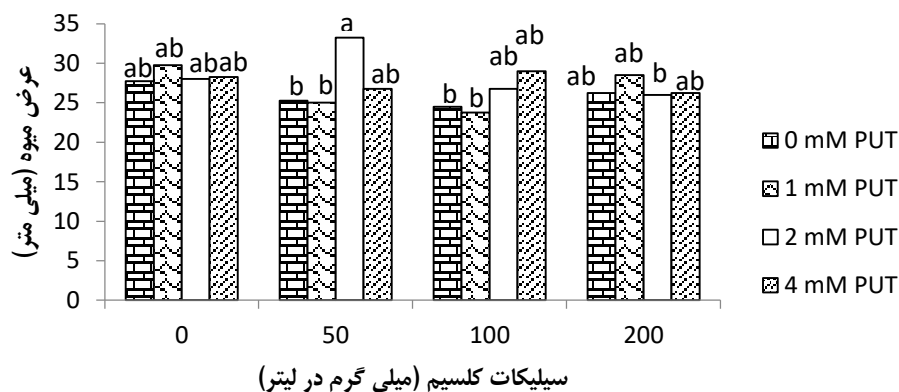 عرض میوه (میلی متر)
35
30
25
20
15
10
5
0
ab ab ab ab
b b a ab
b b ab ab
ab ab b ab
0 50 100 200
سیلیکات کلسیم (میلی گرم در لیتر)
0 mM PUT
1 mM PUT
2 mM PUT
4 mM PUT